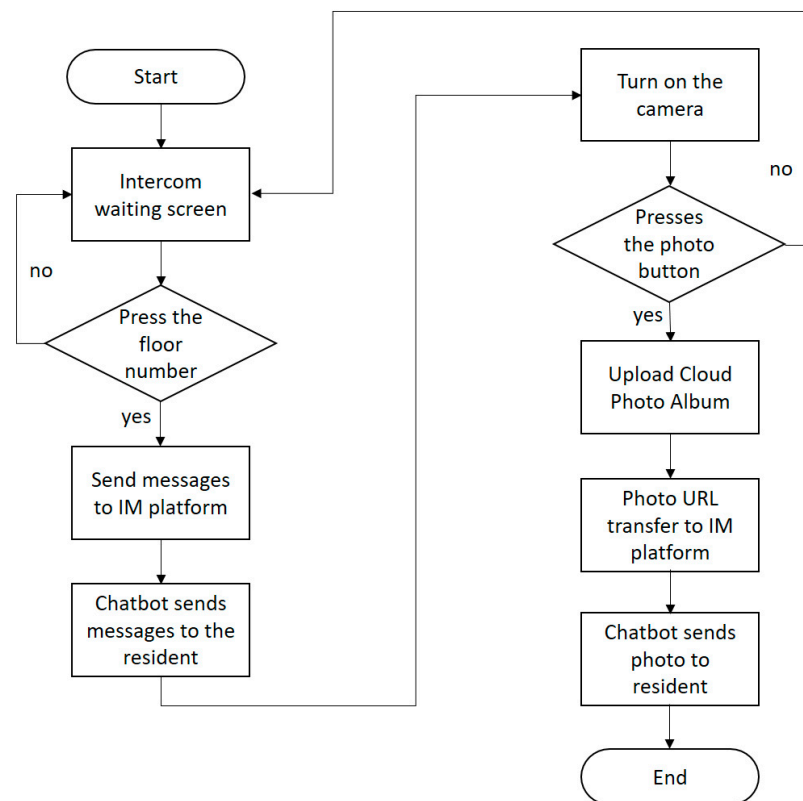 Start
Intercom
waiting screen
no
Press the
floor
number
yes
Send messages
to IM platform
Chatbot sends
messages to the
resident
Turn on the
camera
no
Presses
the photo
button
yes
Upload Cloud
Photo Album
Photo URL
transfer to IM
platform
Chatbot sends
photo to
resident
End